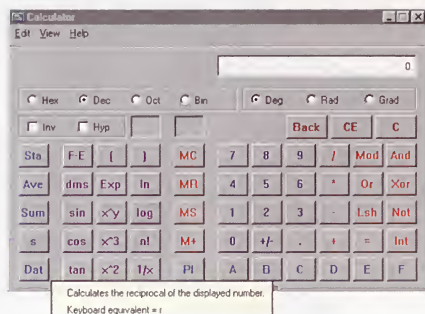 Calculator
Edit View Help
0.
Hex Dec Oct Bin Deg Rad Grad
Inv Hyp Back CE C
Sta F-E ( ) MC 7 8 9 / Mod And
Ave dms Exp ln MR 4 5 6 * Or Xor
Sum sin x^y log MS 1 2 3 - Lsh Not
s cos x^3 n! M+ 0 +/- . + = Int
Dat tan x^2 1/x PI A B C D E F
Calculates the reciprocal of the displayed number.
Keyboard equivalent = r